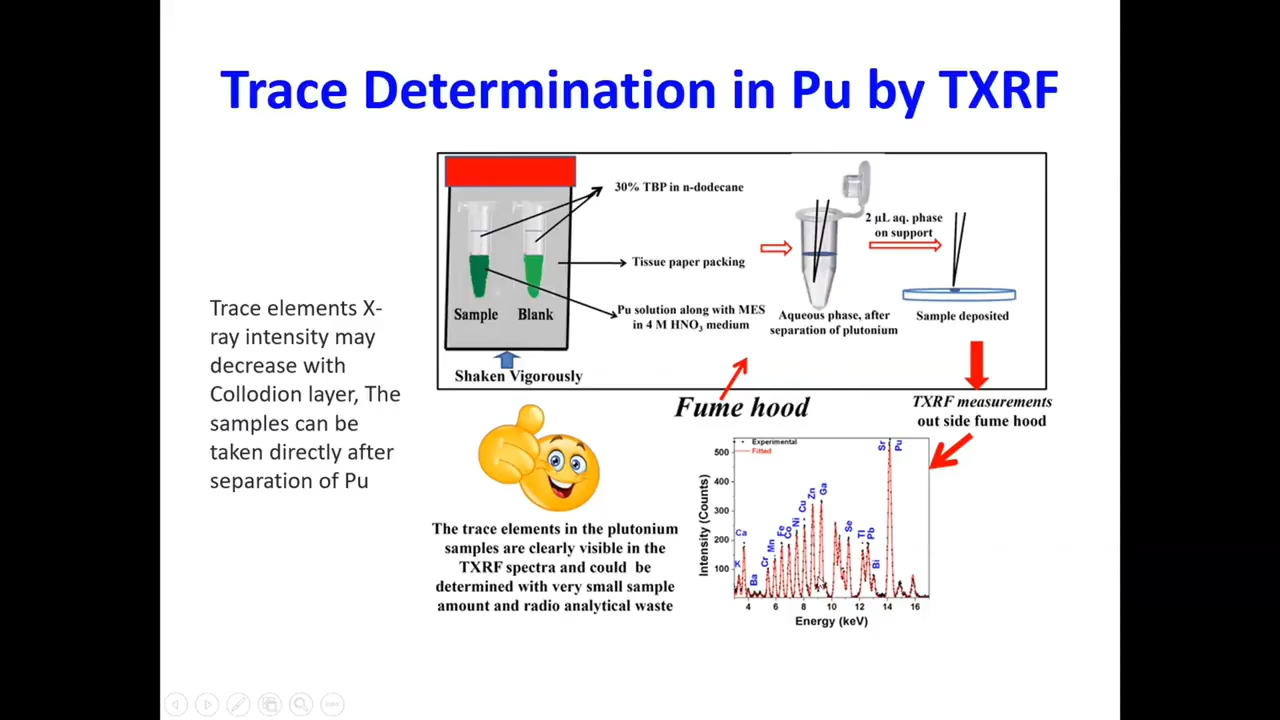 Trace Determination in Pu by TXRF
Trace elements X-
ray intensity may
decrease with
Collodion layer, The
samples can be
taken directly after
separation of Pu
30% TBP in n-dodecane
Tissue paper packing
Pu solution along with MES
in 4 M HNO3 medium
Sample
Blank
Shaken Vigorously
2 µL aq. phase
on support
Aqueous phase, after
separation of plutonium
Sample deposited
Fume hood
TXRF measurements
out side fume hood
The trace elements in the plutonium
samples are clearly visible in the
TXRF spectra and could be
determined with very small sample
amount and radio analytical waste
Experimental
Fitted
Intensity (Counts)
500
400
300
200
100
K
Ca
Ba
Cr
Mn
Fe
Co
Ni
Cu
Zn
Ga
Se
Tl
Pb
Bi
Sr
Pu
4 6 8 10 12 14 16
Energy (keV)